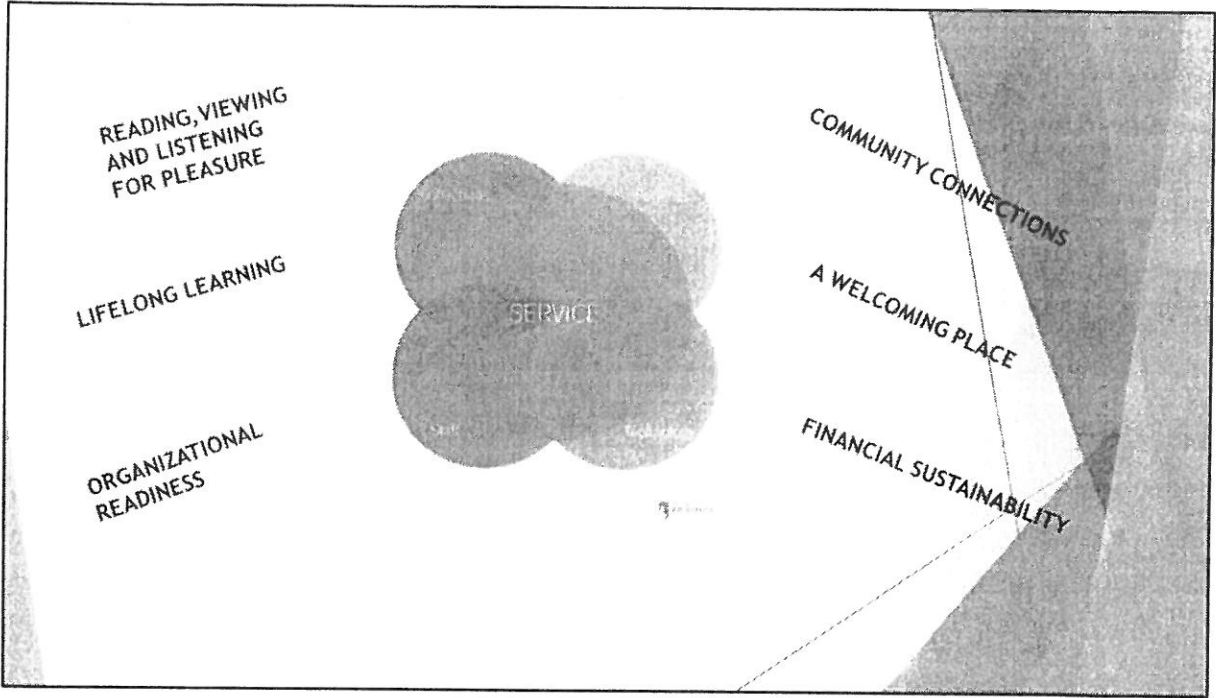 READING, VIEWING
AND LISTENING
FOR PLEASURE
LIFELONG LEARNING
ORGANIZATIONAL
READINESS
SERVICE
COMMUNITY CONNECTIONS
A WELCOMING PLACE
FINANCIAL SUSTAINABILITY